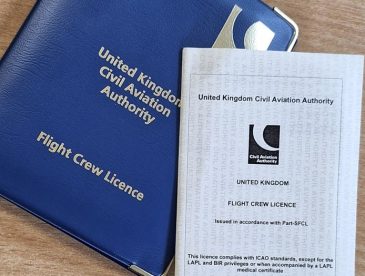 United Kingdom
Civil Aviation
Authority
Flight Crew Licence
United Kingdom Civil Aviation Authority
Civil Aviation
Authority
UNITED KINGDOM
FLIGHT CREW LICENCE
Issued in accordance with Part-SFCL
This licence complies with ICAO standards, except for the
LAPL and BIR privileges or when accompanied by a LAPL
medical certificate